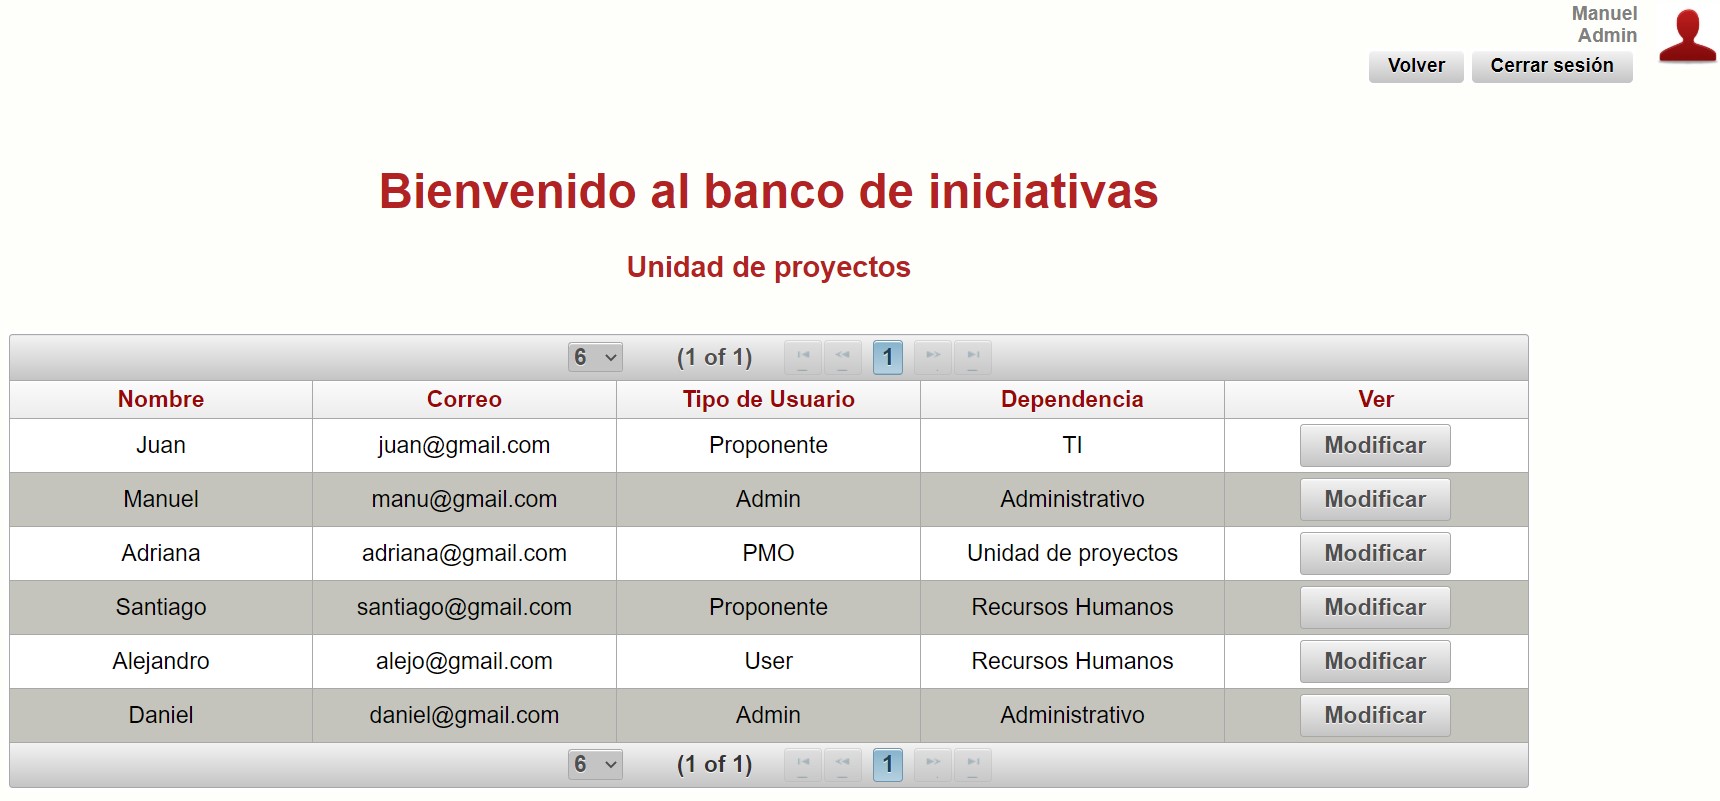 Manuel
Admin
Volver Cerrar sesión
Bienvenido al banco de iniciativas
Unidad de proyectos
6 (1 of 1) 1
Nombre Correo Tipo de Usuario Dependencia Ver
Juan juan@gmail.com Proponente TI Modificar
Manuel manu@gmail.com Admin Administrativo Modificar
Adriana adriana@gmail.com PMO Unidad de proyectos Modificar
Santiago santiago@gmail.com Proponente Recursos Humanos Modificar
Alejandro alejo@gmail.com User Recursos Humanos Modificar
Daniel daniel@gmail.com Admin Administrativo Modificar
6 (1 of 1) 1